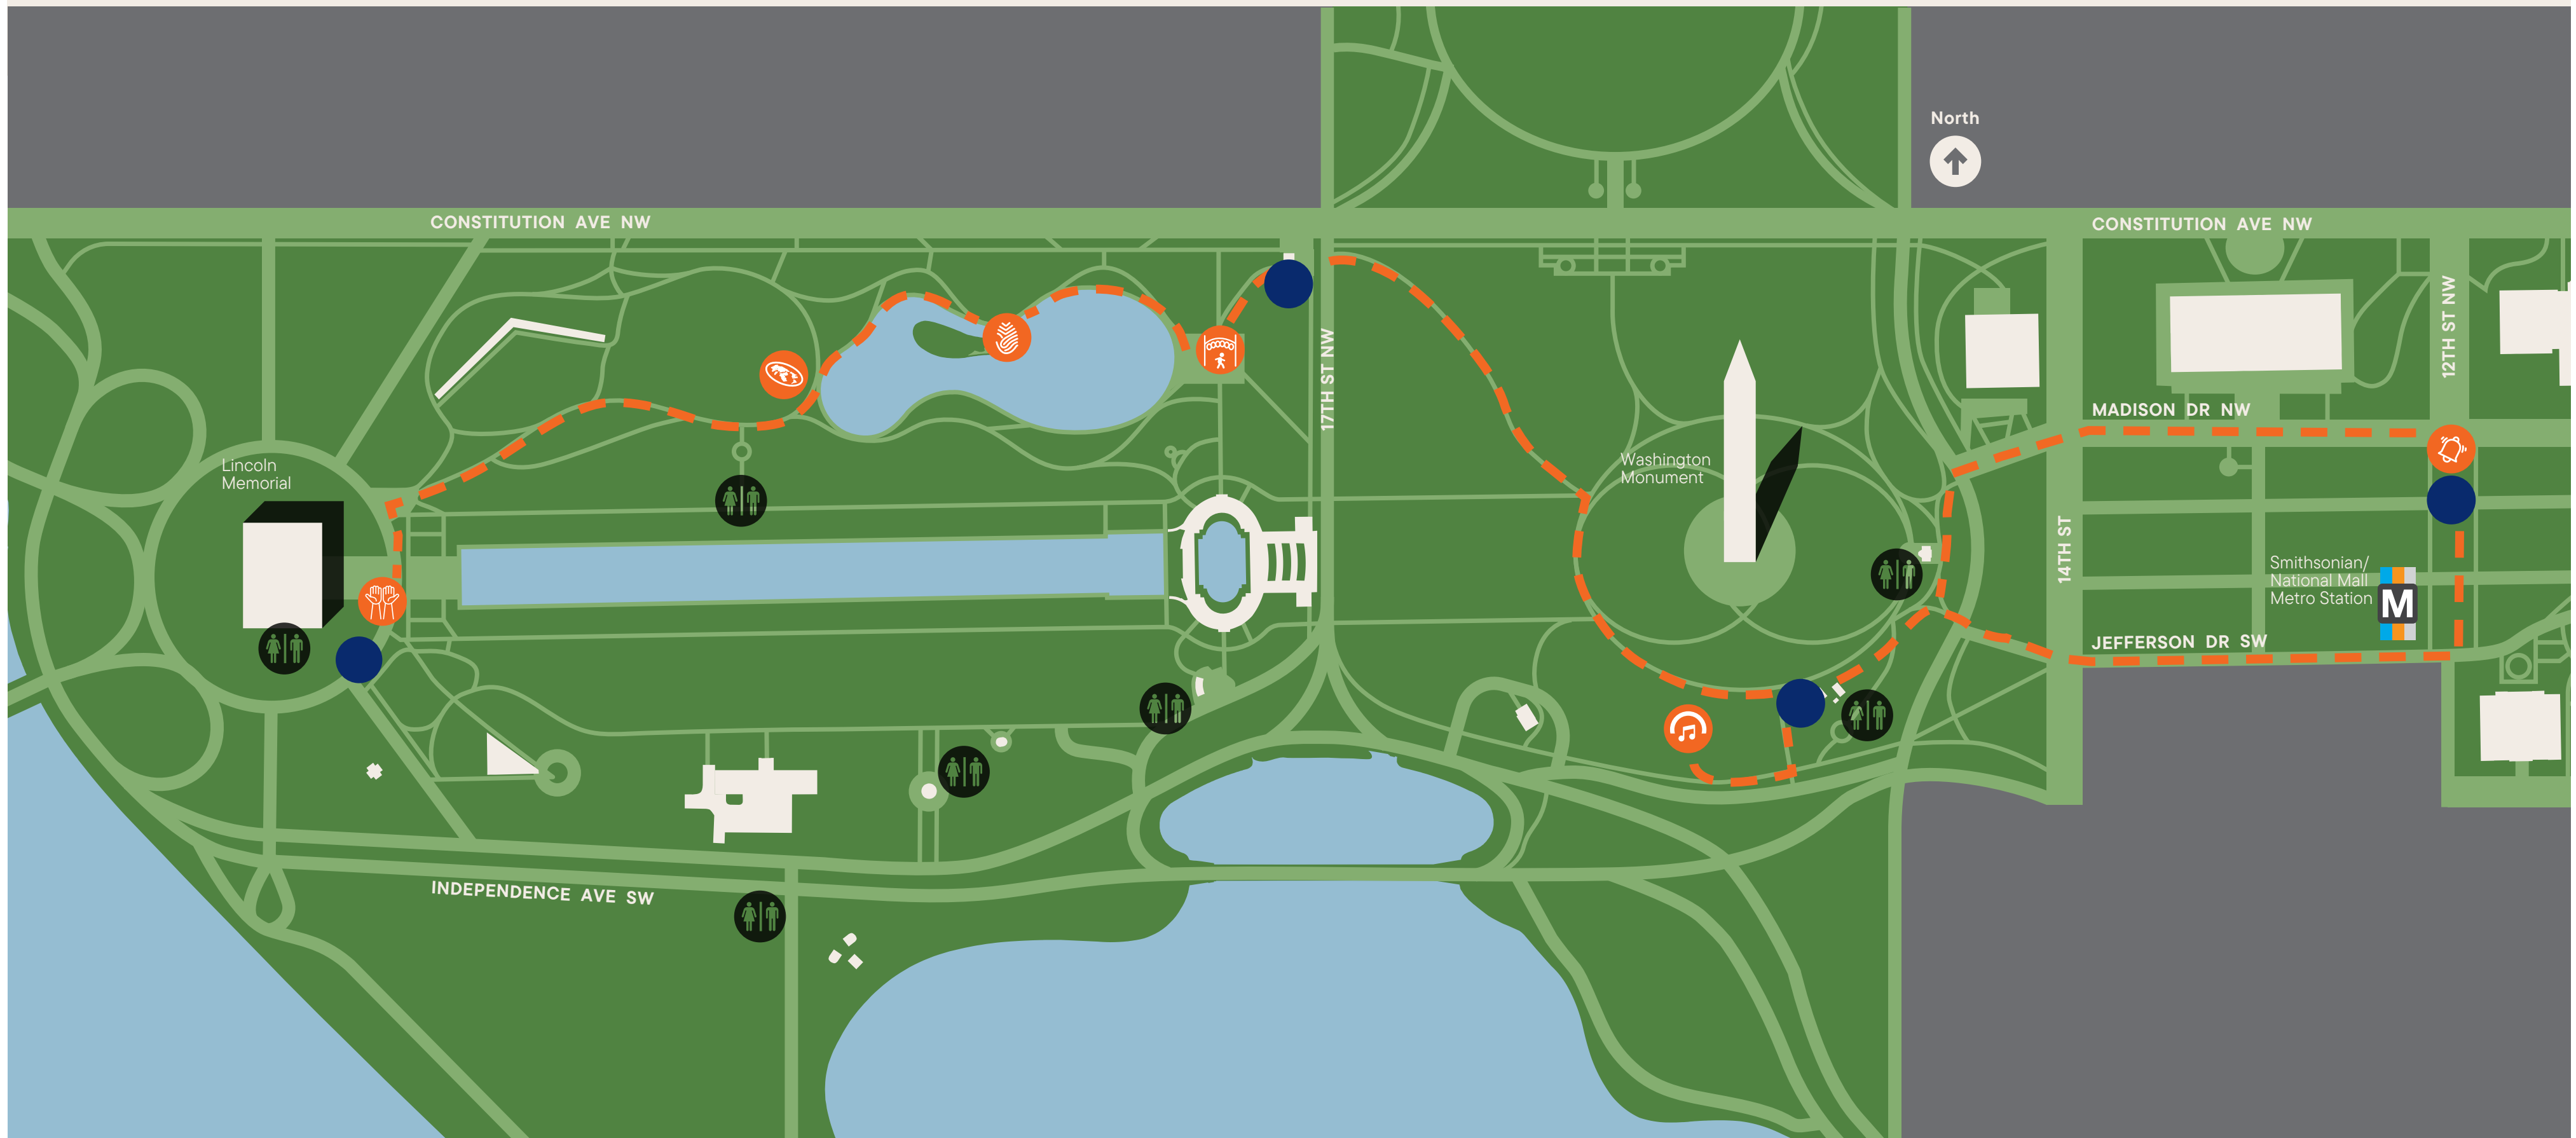 North
CONSTITUTION AVE NW
CONSTITUTION AVE NW
12TH ST NW
17TH ST NW
MADISON DR NW
Lincoln
Memorial
Washington
Monument
14TH ST
Smithsonian/
National Mall
Metro Station
M
JEFFERSON DR SW
INDEPENDENCE AVE SW